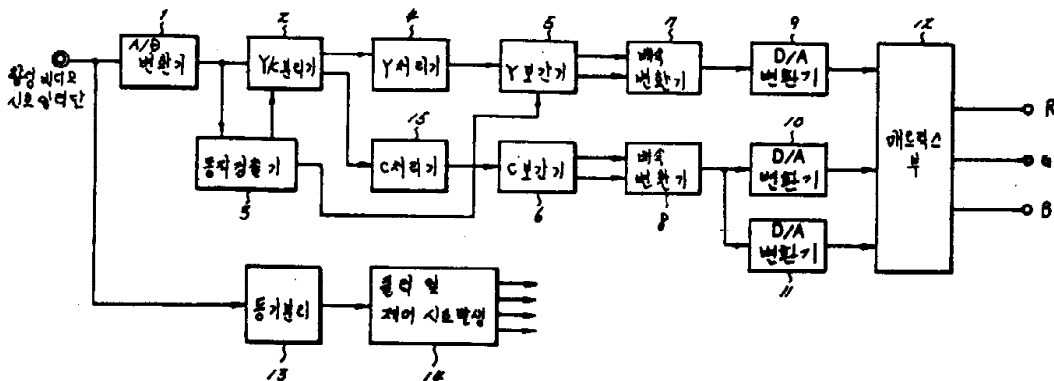 1
2
4
5
7
9
12
A/D
변환기
Y/C분리기
Y처리기
Y보간기
배속
변환기
D/A
변환기
합성 비디오
신호 입력단
R
15
10
매트릭스
부
동작검출기
C처리기
C보간기
배속
변환기
D/A
변환기
G
3
6
8
B
D/A
변환기
11
동기분리
클럭 및
제어 신호발생
13
14